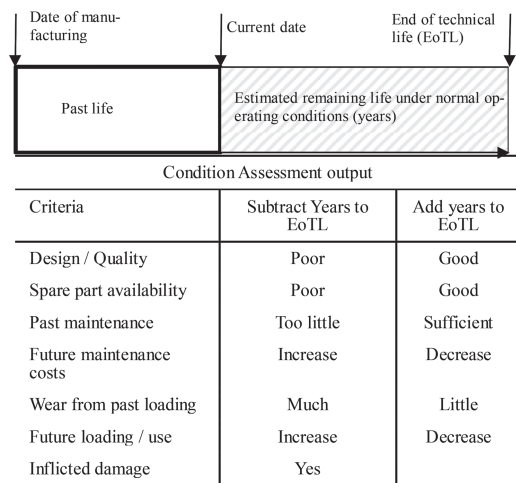 Date of manu-
facturing
Current date
End of technical
life (EoTL)
Past life
Estimated remaining life under normal op-
erating conditions (years)
Condition Assessment output
Criteria
Subtract Years to
EoTL
Add years to
EoTL
Design / Quality Poor Good
Spare part availability Poor Good
Past maintenance Too little Sufficient
Future maintenance Increase Decrease
costs
Wear from past loading Much Little
Future loading / use Increase Decrease
Inflicted damage Yes